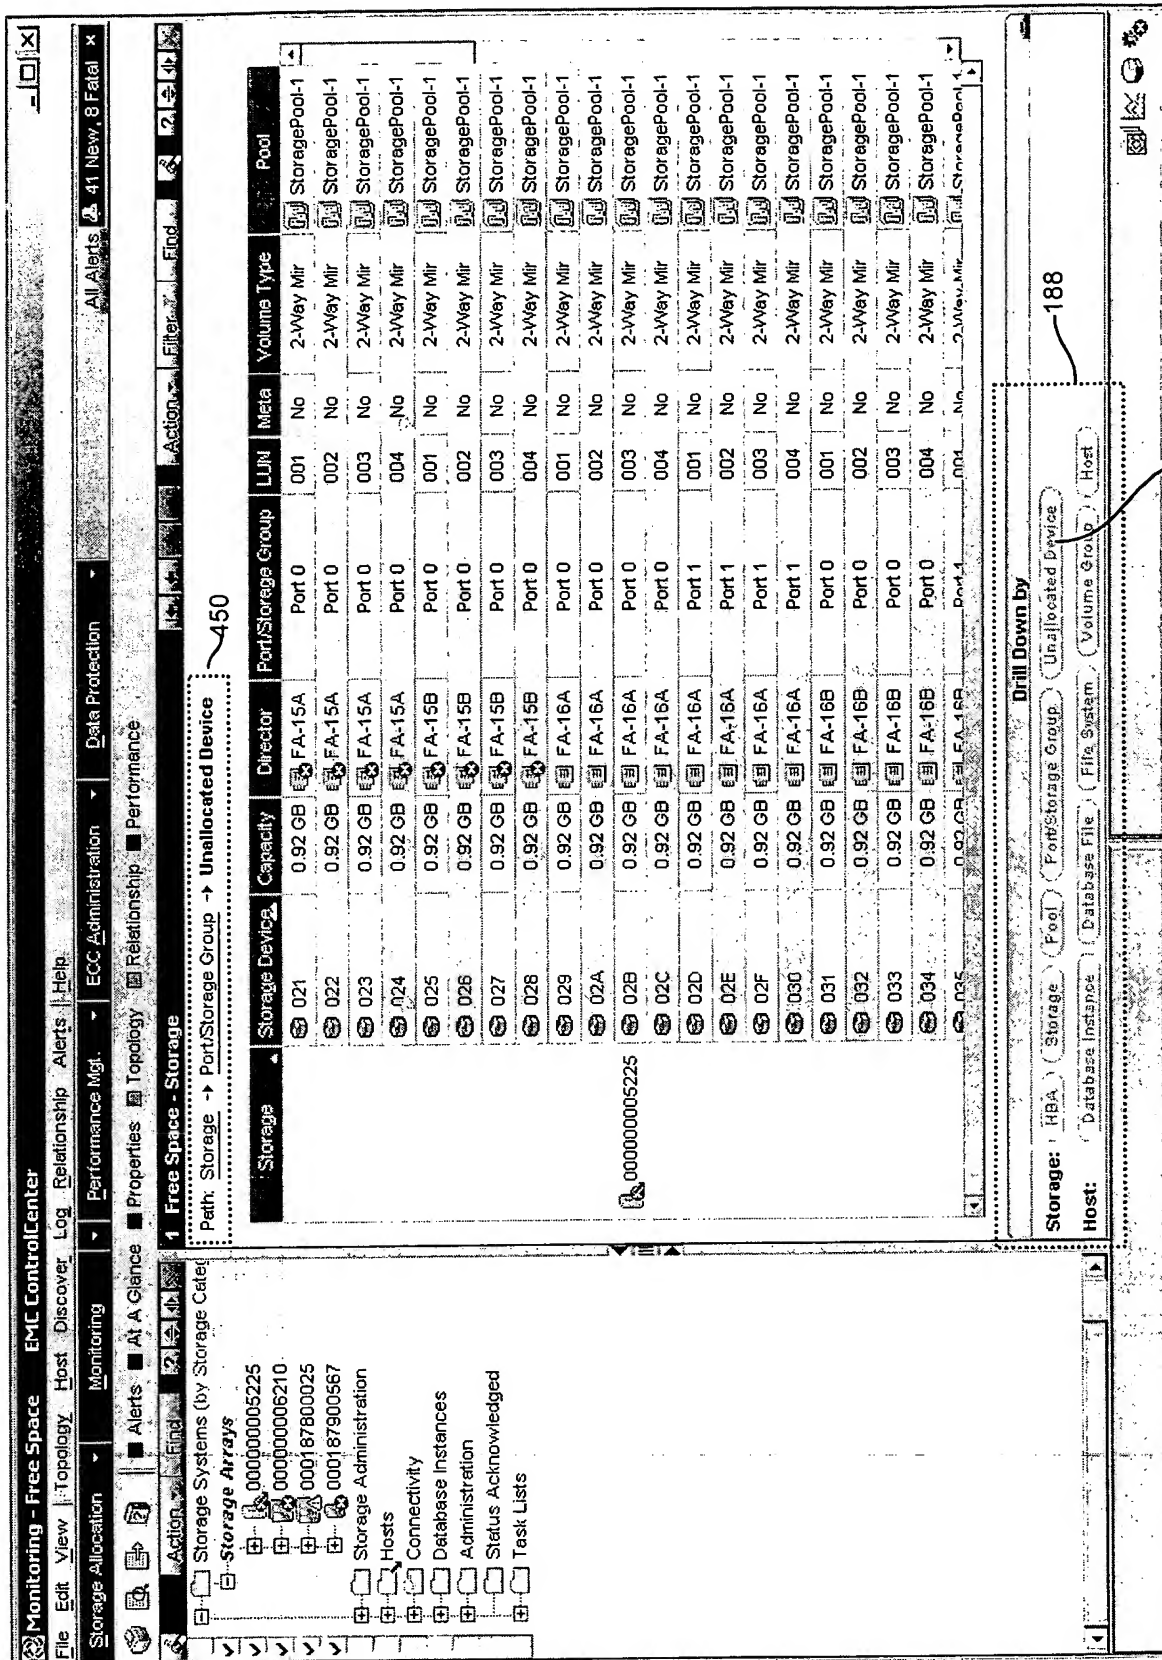 Monitoring - Free Space EMC ControlCenter
File Edit View Topology Host Discover Log Relationship Alerts Help
Storage Allocation Monitoring Performance Mgt. ECC Administration Data Protection All Alerts 41 New, 8 Fatal
Alerts At A Glance Properties Topology Relationship Performance
Action Find
Storage Systems (by Storage Categ
Storage Arrays
000000005225
000000006210
000187800025
000187900567
Storage Administration
Hosts
Connectivity
Database Instances
Administration
Status Acknowledged
Task Lists
1 Free Space - Storage Action Filter Find
Path: Storage → Port/Storage Group → Unallocated Device
450
Storage Storage Device Capacity Director Port/Storage Group LUN Meta Volume Type Pool
000000005225
021 0.92 GB FA-15A Port 0 001 No 2-Way Mir StoragePool-1
022 0.92 GB FA-15A Port 0 002 No 2-Way Mir StoragePool-1
023 0.92 GB FA-15A Port 0 003 No 2-Way Mir StoragePool-1
024 0.92 GB FA-15A Port 0 004 No 2-Way Mir StoragePool-1
025 0.92 GB FA-15B Port 0 001 No 2-Way Mir StoragePool-1
026 0.92 GB FA-15B Port 0 002 No 2-Way Mir StoragePool-1
027 0.92 GB FA-15B Port 0 003 No 2-Way Mir StoragePool-1
028 0.92 GB FA-15B Port 0 004 No 2-Way Mir StoragePool-1
029 0.92 GB FA-16A Port 0 001 No 2-Way Mir StoragePool-1
02A 0.92 GB FA-16A Port 0 002 No 2-Way Mir StoragePool-1
02B 0.92 GB FA-16A Port 0 003 No 2-Way Mir StoragePool-1
02C 0.92 GB FA-16A Port 0 004 No 2-Way Mir StoragePool-1
02D 0.92 GB FA-16A Port 1 001 No 2-Way Mir StoragePool-1
02E 0.92 GB FA-16A Port 1 002 No 2-Way Mir StoragePool-1
02F 0.92 GB FA-16A Port 1 003 No 2-Way Mir StoragePool-1
030 0.92 GB FA-16A Port 1 004 No 2-Way Mir StoragePool-1
031 0.92 GB FA-16B Port 0 001 No 2-Way Mir StoragePool-1
032 0.92 GB FA-16B Port 0 002 No 2-Way Mir StoragePool-1
033 0.92 GB FA-16B Port 0 003 No 2-Way Mir StoragePool-1
034 0.92 GB FA-16B Port 0 004 No 2-Way Mir StoragePool-1
035 0.92 GB FA-16B Port 1 001 No 2-Way Mir StoragePool-1
Drill Down by
Storage: HBA Storage Pool Port/Storage Group Unallocated Device
Host: Database Instance Database File File System Volume Group Host
188